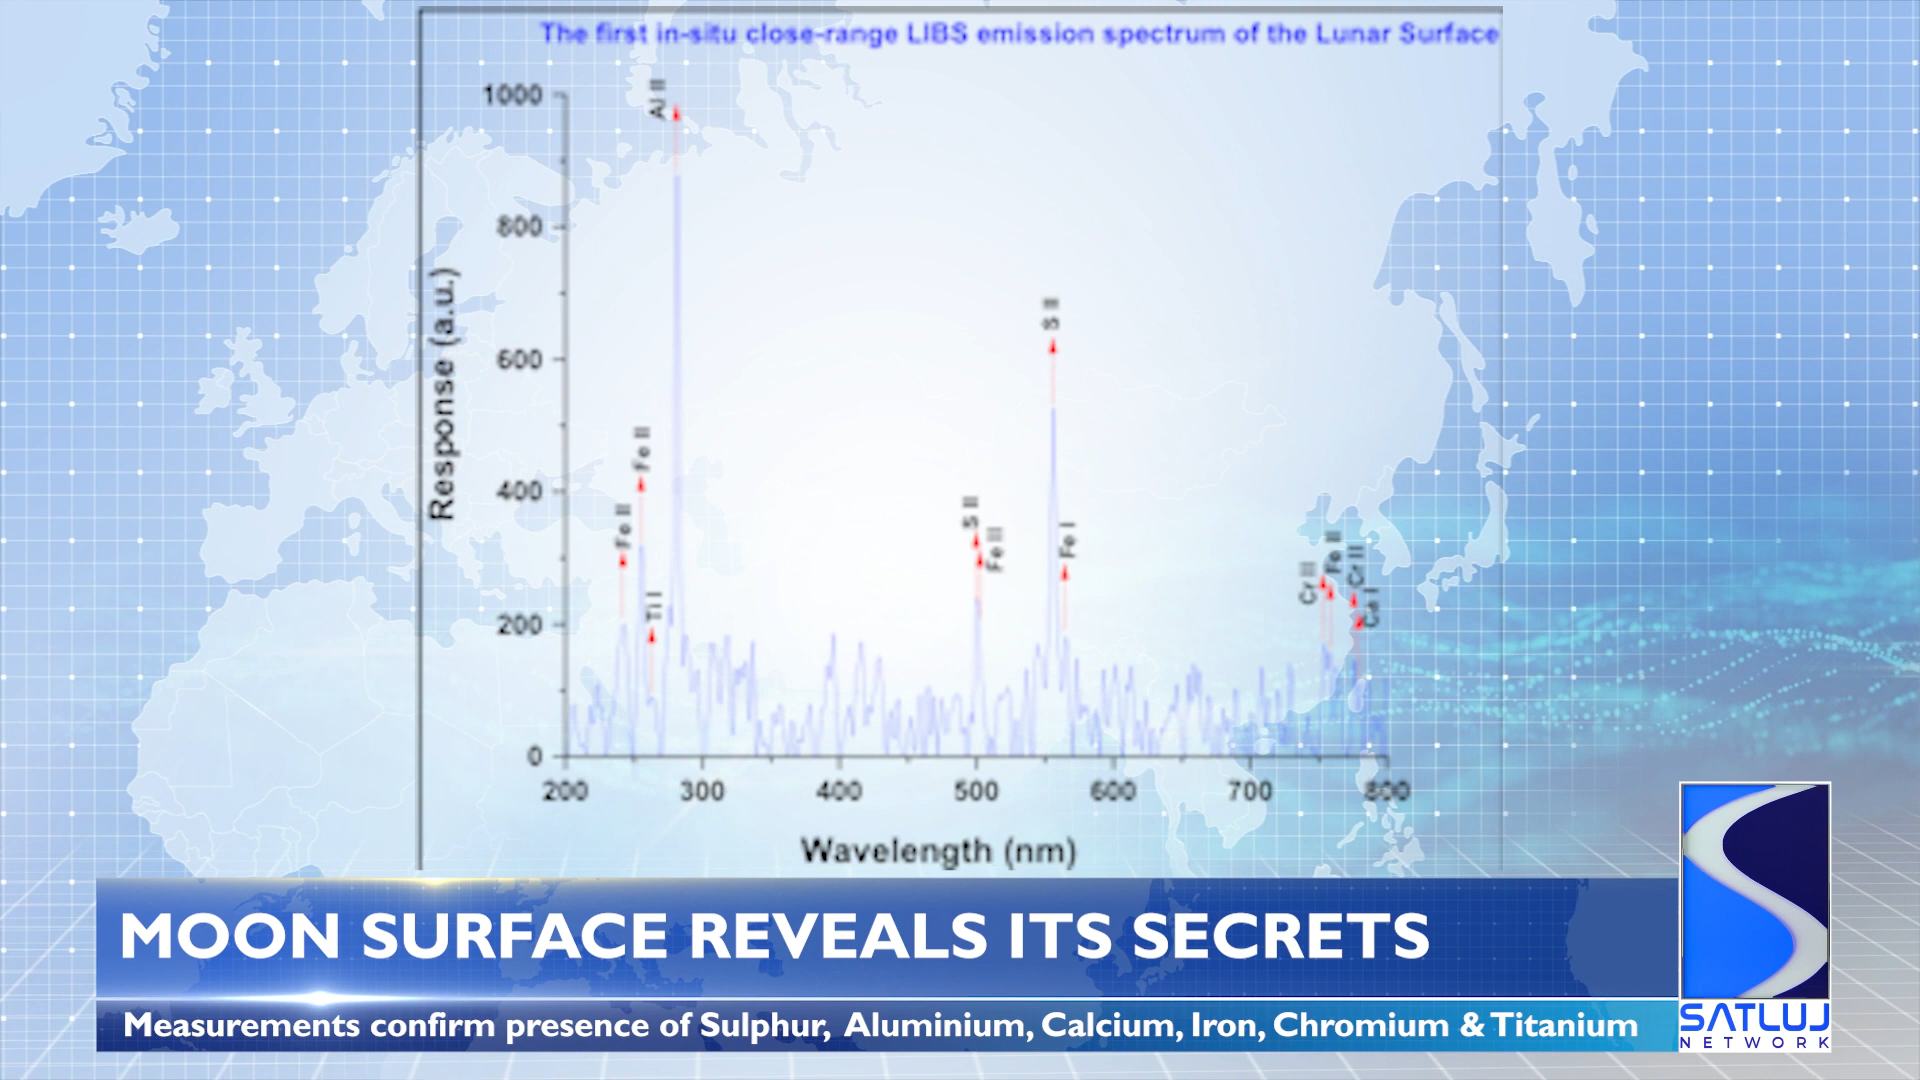 The first in-situ close-range LIBS emission spectrum of the Lunar Surface
Al II
1000
800
600
400
200
0
Response (a.u.)
Fe II
Fe II
Ti I
S II
Fe II
S II
Fe I
Cr II
Fe II
Cr II
Ca I
200 300 400 500 600 700 800
Wavelength (nm)
MOON SURFACE REVEALS ITS SECRETS
Measurements confirm presence of Sulphur, Aluminium, Calcium, Iron, Chromium & Titanium
SATLUJ
NETWORK